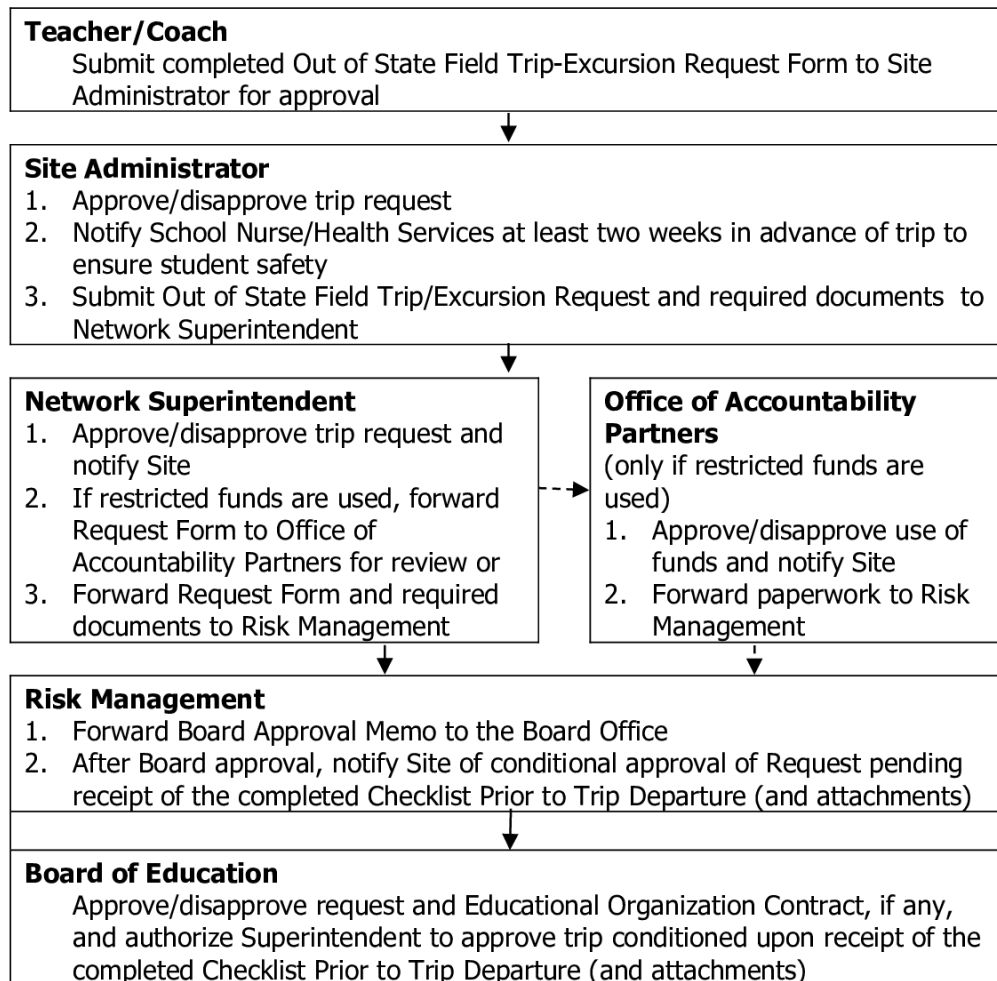 Teacher/Coach
Submit completed Out of State Field Trip-Excursion Request Form to Site
Administrator for approval
Site Administrator
1. Approve/disapprove trip request
2. Notify School Nurse/Health Services at least two weeks in advance of trip to
ensure student safety
3. Submit Out of State Field Trip/Excursion Request and required documents  to
Network Superintendent
Network Superintendent
1. Approve/disapprove trip request and
notify Site
2. If restricted funds are used, forward
Request Form to Office of
Accountability Partners for review or
3. Forward Request Form and required
documents to Risk Management
Office of Accountability
Partners
(only if restricted funds are
used)
1. Approve/disapprove use of
funds and notify Site
2. Forward paperwork to Risk
Management
Risk Management
1. Forward Board Approval Memo to the Board Office
2. After Board approval, notify Site of conditional approval of Request pending
receipt of the completed Checklist Prior to Trip Departure (and attachments)
Board of Education
Approve/disapprove request and Educational Organization Contract, if any,
and authorize Superintendent to approve trip conditioned upon receipt of the
completed Checklist Prior to Trip Departure (and attachments)